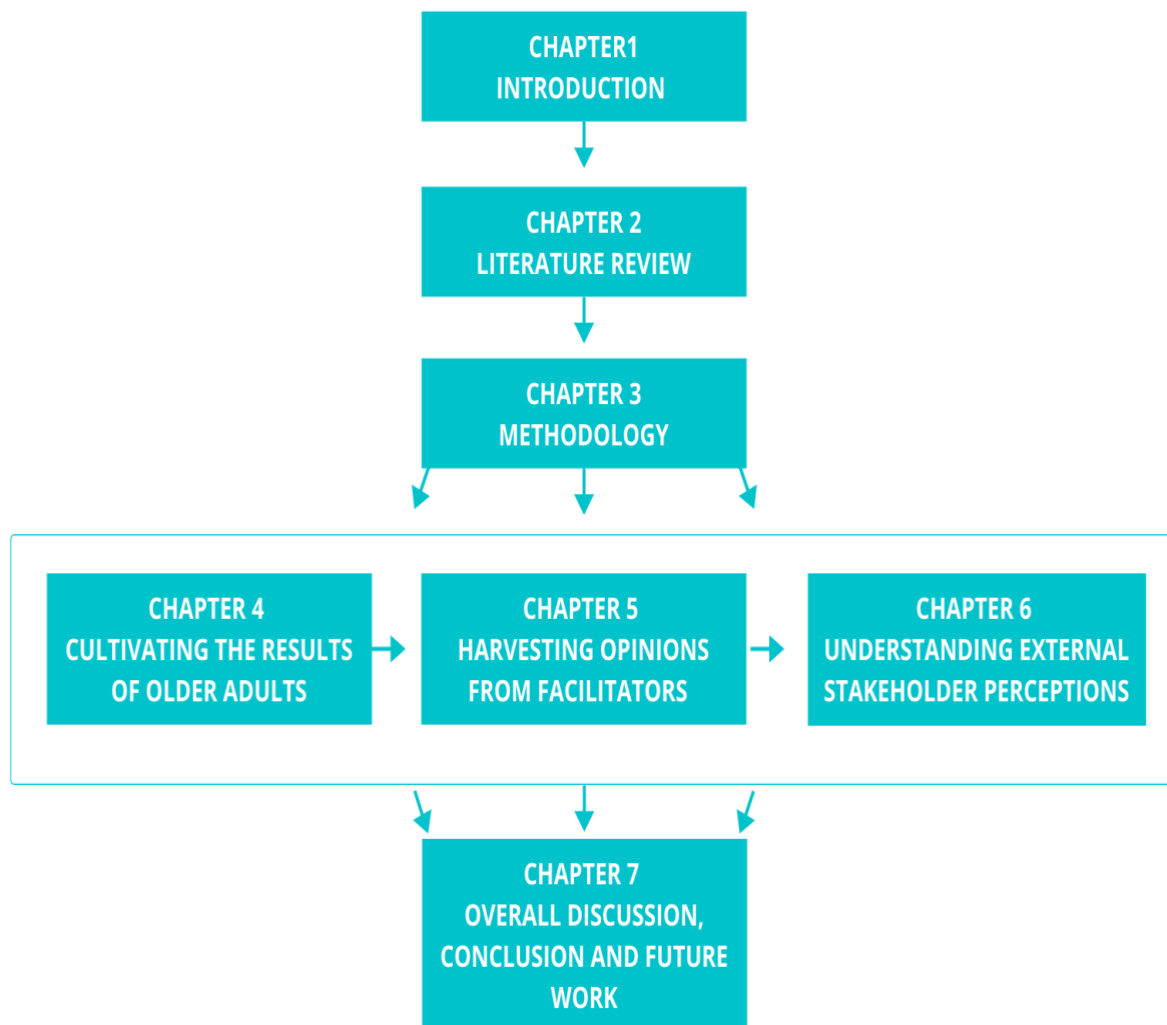 CHAPTER1
INTRODUCTION
CHAPTER 2
LITERATURE REVIEW
CHAPTER 3
METHODOLOGY
CHAPTER 4
CULTIVATING THE RESULTS
OF OLDER ADULTS
CHAPTER 5
HARVESTING OPINIONS
FROM FACILITATORS
CHAPTER 6
UNDERSTANDING EXTERNAL
STAKEHOLDER PERCEPTIONS
CHAPTER 7
OVERALL DISCUSSION,
CONCLUSION AND FUTURE
WORK